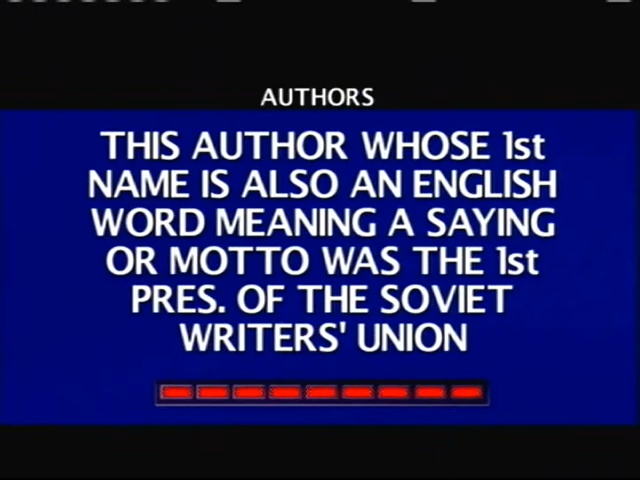 AUTHORS
THIS AUTHOR WHOSE 1st
NAME IS ALSO AN ENGLISH
WORD MEANING A SAYING
OR MOTTO WAS THE 1st
PRES. OF THE SOVIET
WRITERS' UNION